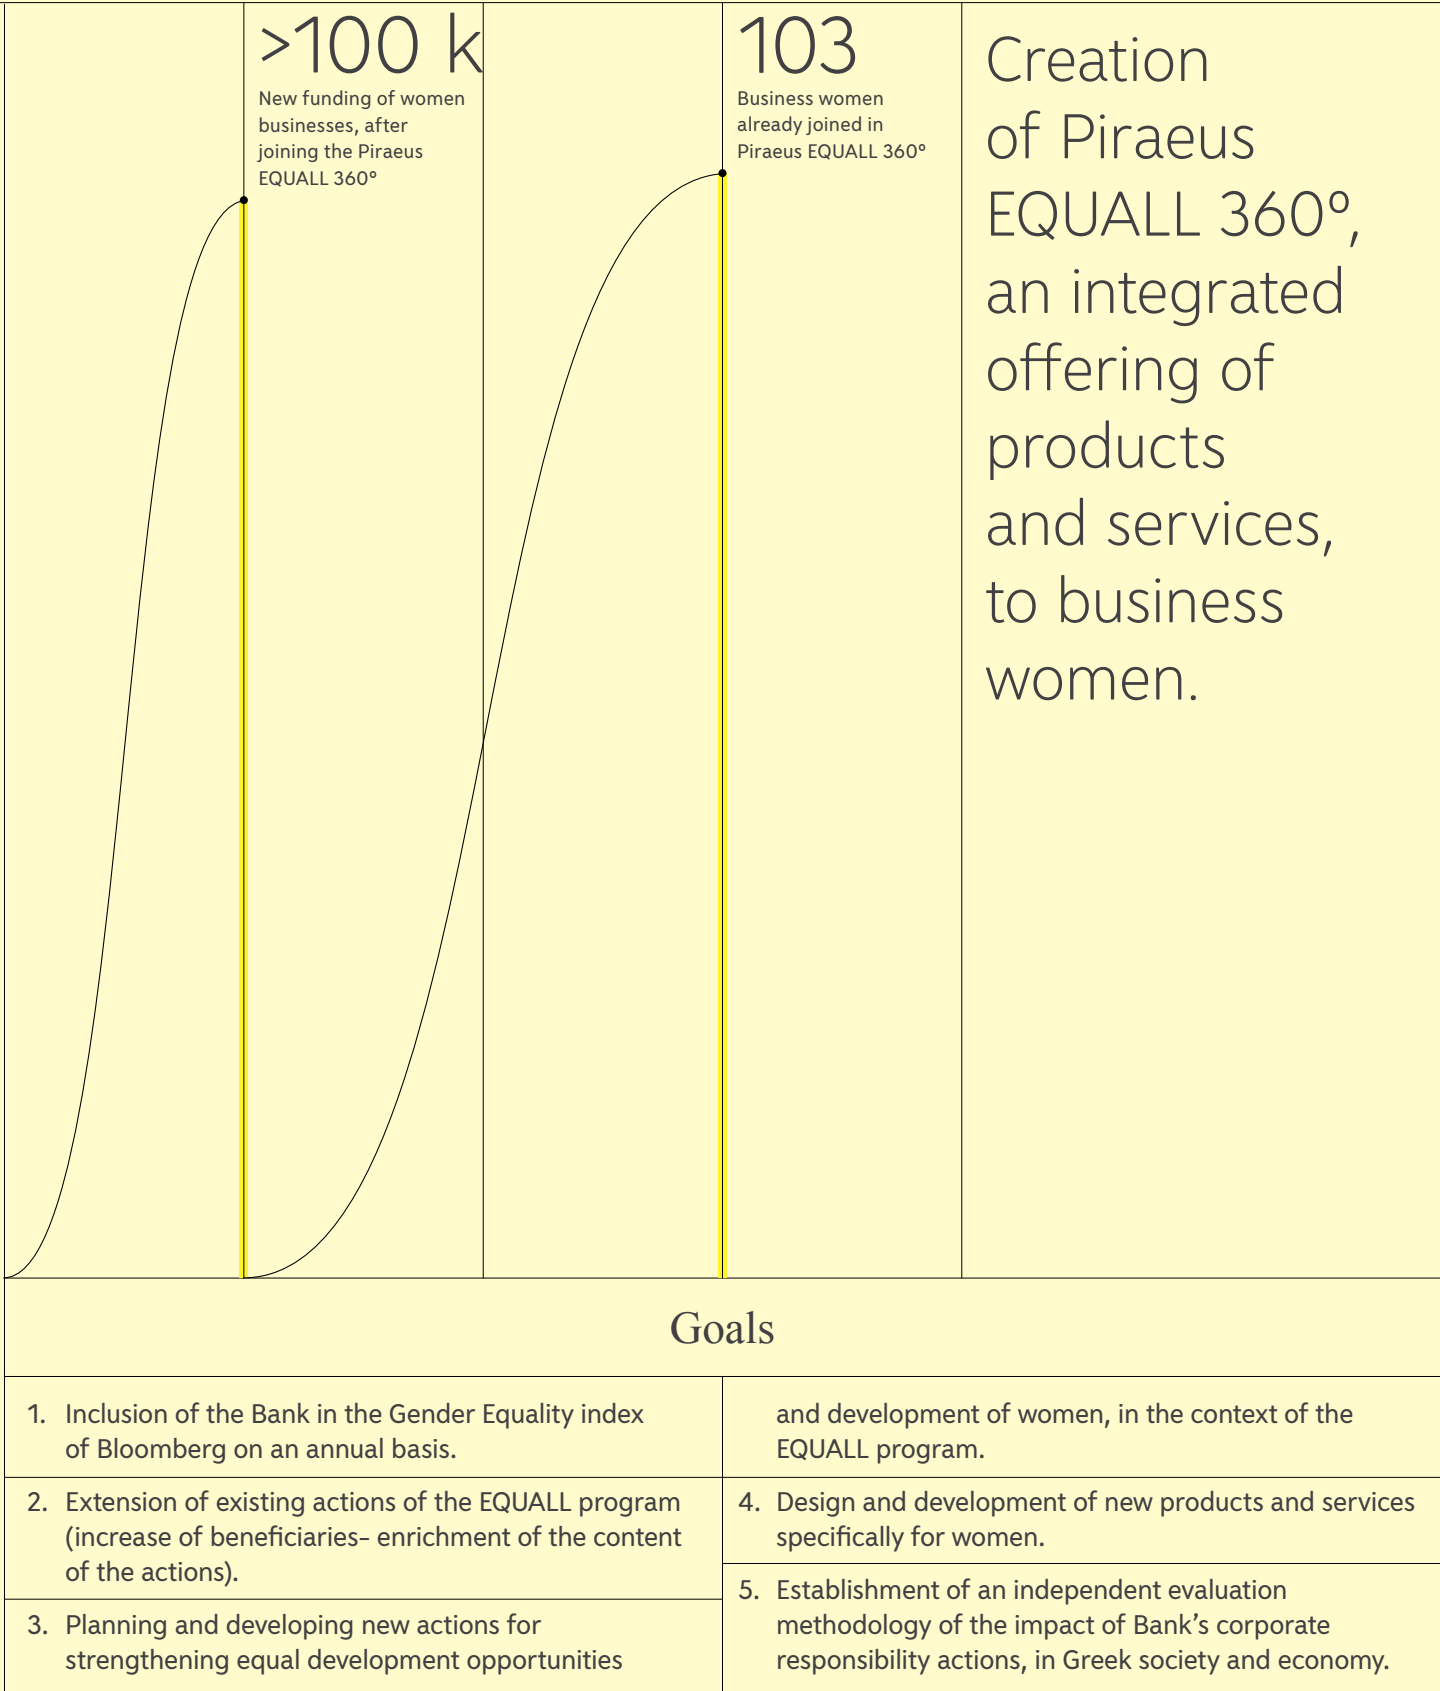 >100 k
New funding of women
businesses, after
joining the Piraeus
EQUALL 360º
103
Business women
already joined in
Piraeus EQUALL 360º
Creation
of Piraeus
EQUALL 360º,
an integrated
offering of
products
and services,
to business
women.
Goals
1. Inclusion of the Bank in the Gender Equality index
of Bloomberg on an annual basis.
2. Extension of existing actions of the EQUALL program
(increase of beneficiaries- enrichment of the content
of the actions).
3. Planning and developing new actions for
strengthening equal development opportunities
and development of women, in the context of the
EQUALL program.
4. Design and development of new products and services
specifically for women.
5. Establishment of an independent evaluation
methodology of the impact of Bank’s corporate
responsibility actions, in Greek society and economy.